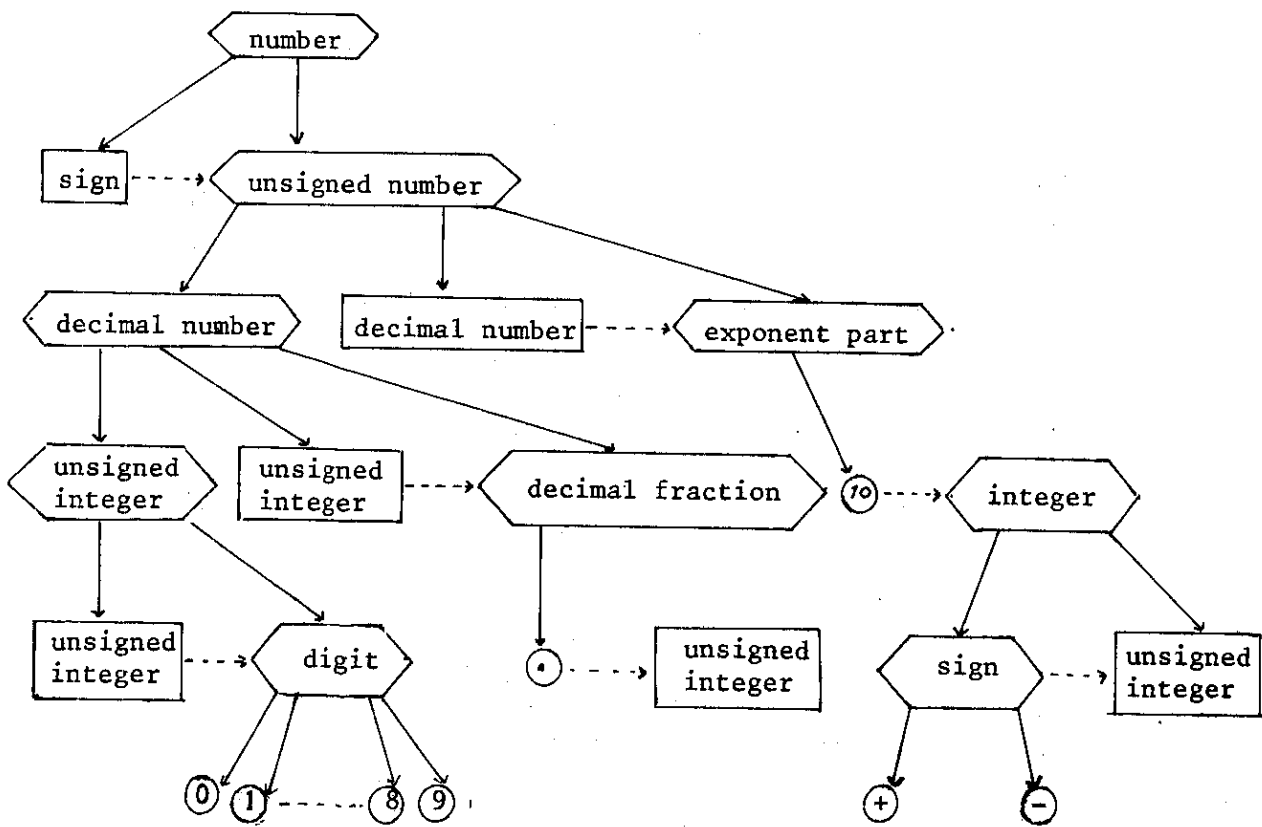 number
sign
unsigned number
decimal number
decimal number
exponent part
unsigned
integer
unsigned
integer
decimal fraction
10
integer
unsigned
integer
digit
.
unsigned
integer
sign
unsigned
integer
0
1
8
9
+
-